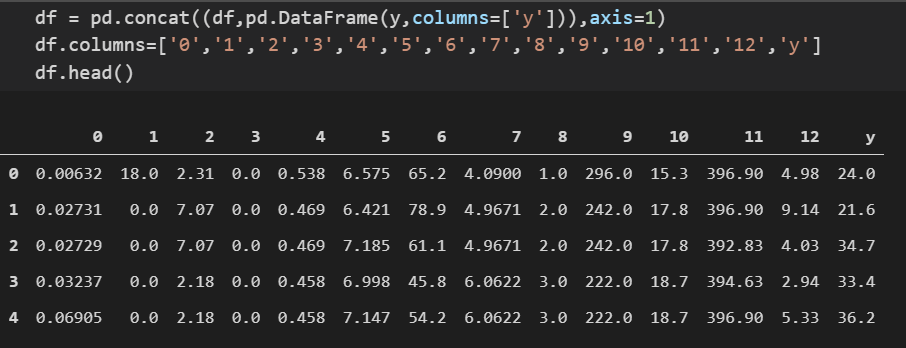 df = pd.concat((df,pd.DataFrame(y,columns=['y'])),axis=1)
df.columns=['0','1','2','3','4','5','6','7','8','9','10','11','12','y']
df.head()
0 1 2 3 4 5 6 7 8 9 10 11 12 y
0 0.00632 18.0 2.31 0.0 0.538 6.575 65.2 4.0900 1.0 296.0 15.3 396.90 4.98 24.0
1 0.02731 0.0 7.07 0.0 0.469 6.421 78.9 4.9671 2.0 242.0 17.8 396.90 9.14 21.6
2 0.02729 0.0 7.07 0.0 0.469 7.185 61.1 4.9671 2.0 242.0 17.8 392.83 4.03 34.7
3 0.03237 0.0 2.18 0.0 0.458 6.998 45.8 6.0622 3.0 222.0 18.7 394.63 2.94 33.4
4 0.06905 0.0 2.18 0.0 0.458 7.147 54.2 6.0622 3.0 222.0 18.7 396.90 5.33 36.2